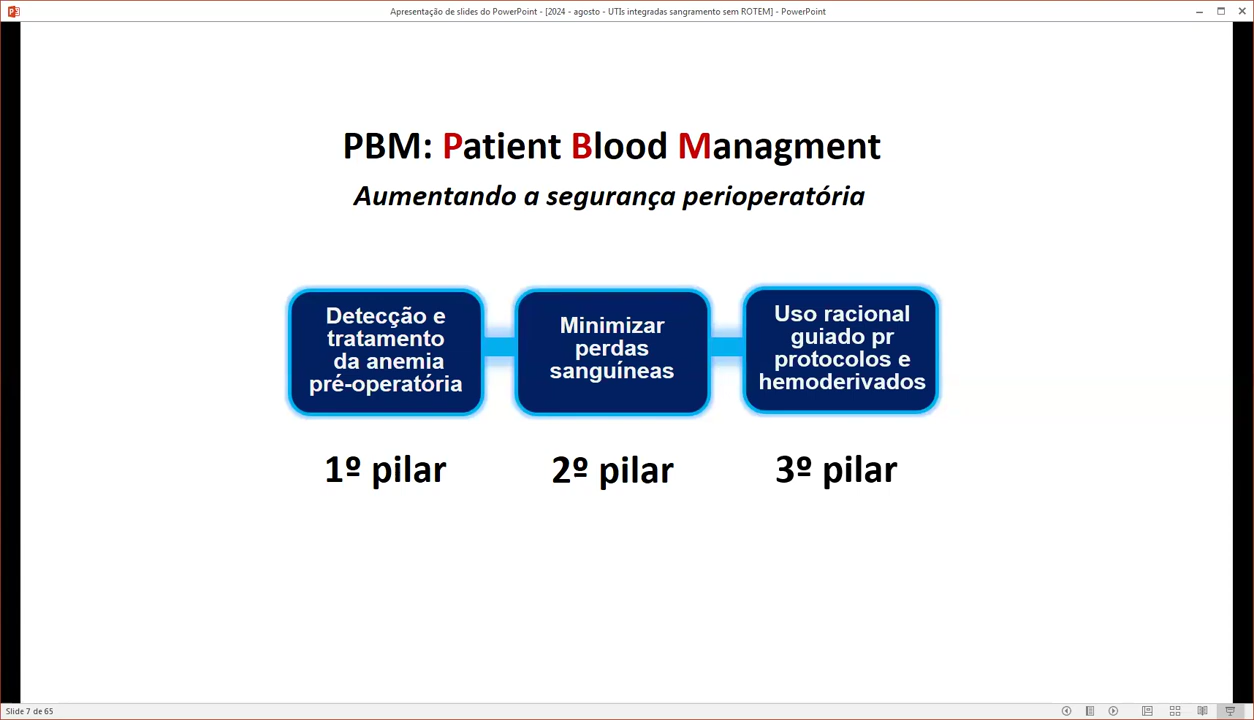 Apresentação de slides do PowerPoint - [2024 - agosto - UTIs integradas sangramento sem ROTEM] - PowerPoint
PBM: Patient Blood Managment
Aumentando a segurança perioperatória
Detecção e
tratamento
da anemia
pré-operatória
Minimizar
perdas
sanguíneas
Uso racional
guiado pr
protocolos e
hemoderivados
1º pilar
2º pilar
3º pilar
Slide 7 de 65